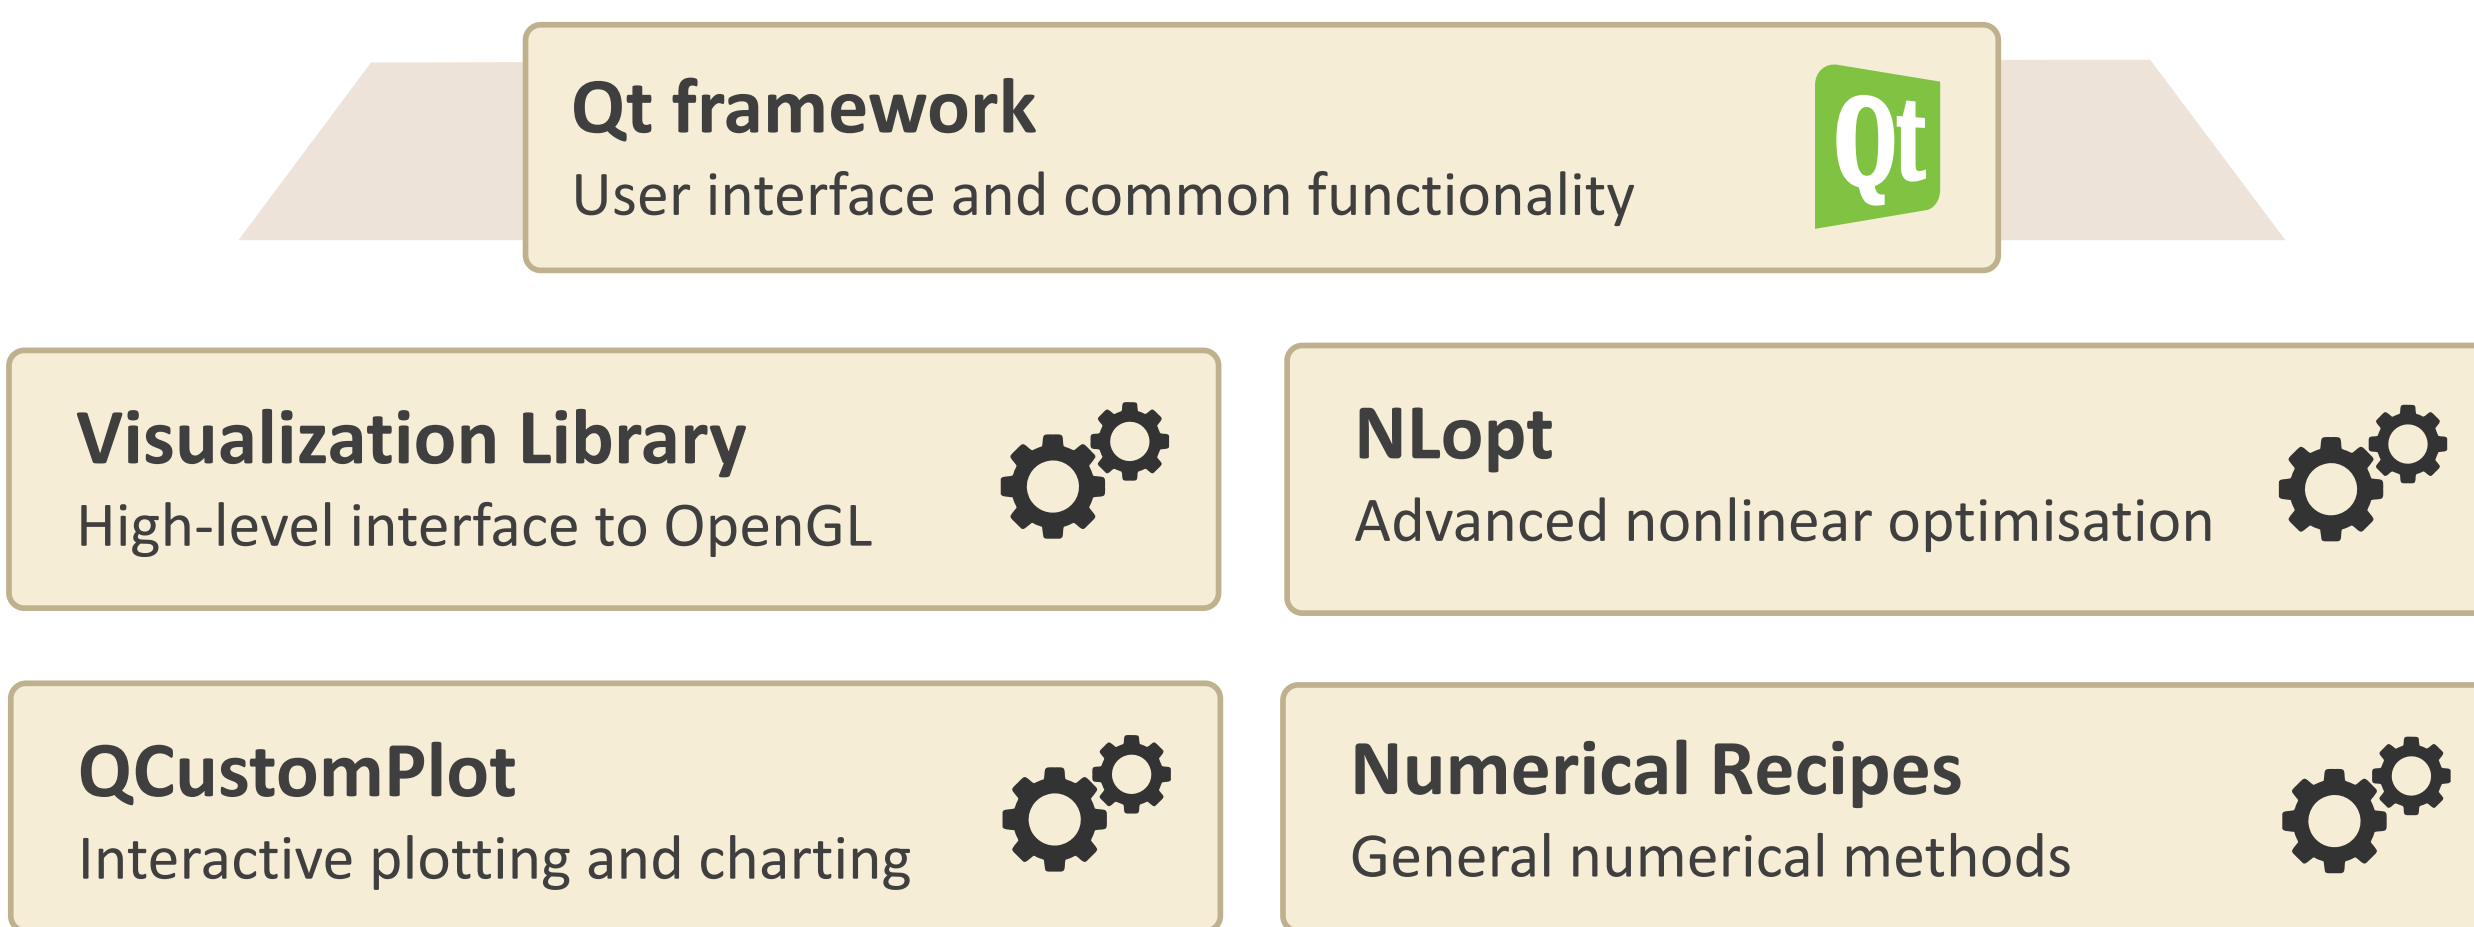 Qt framework
User interface and common functionality
Qt
Visualization Library
High-level interface to OpenGL
NLopt
Advanced nonlinear optimisation
QCustomPlot
Interactive plotting and charting
Numerical Recipes
General numerical methods